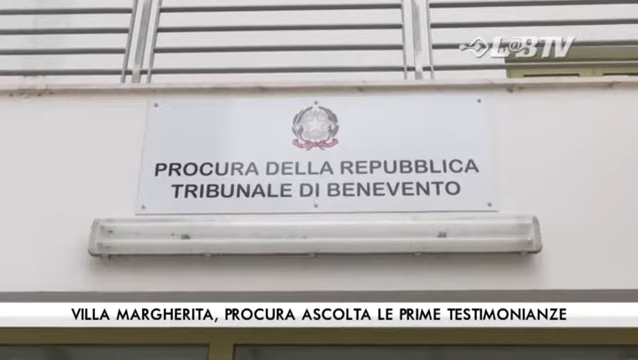 L@BTV
PROCURA DELLA REPUBBLICA
TRIBUNALE DI BENEVENTO
VILLA MARGHERITA, PROCURA ASCOLTA LE PRIME TESTIMONIANZE